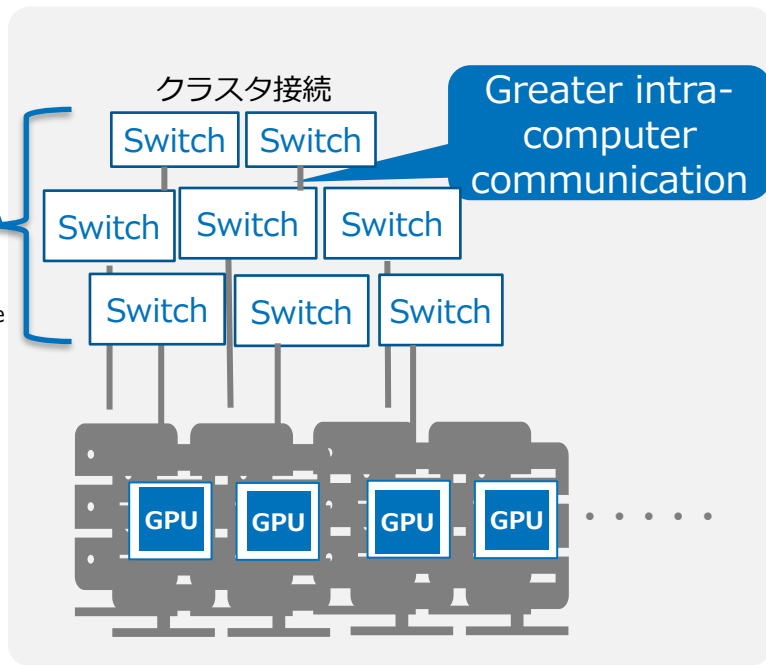 クラスタ接続
Greater intra-
computer
communication
Switch Switch
Switch Switch Switch
Switch Switch Switch
e
GPU GPU GPU GPU